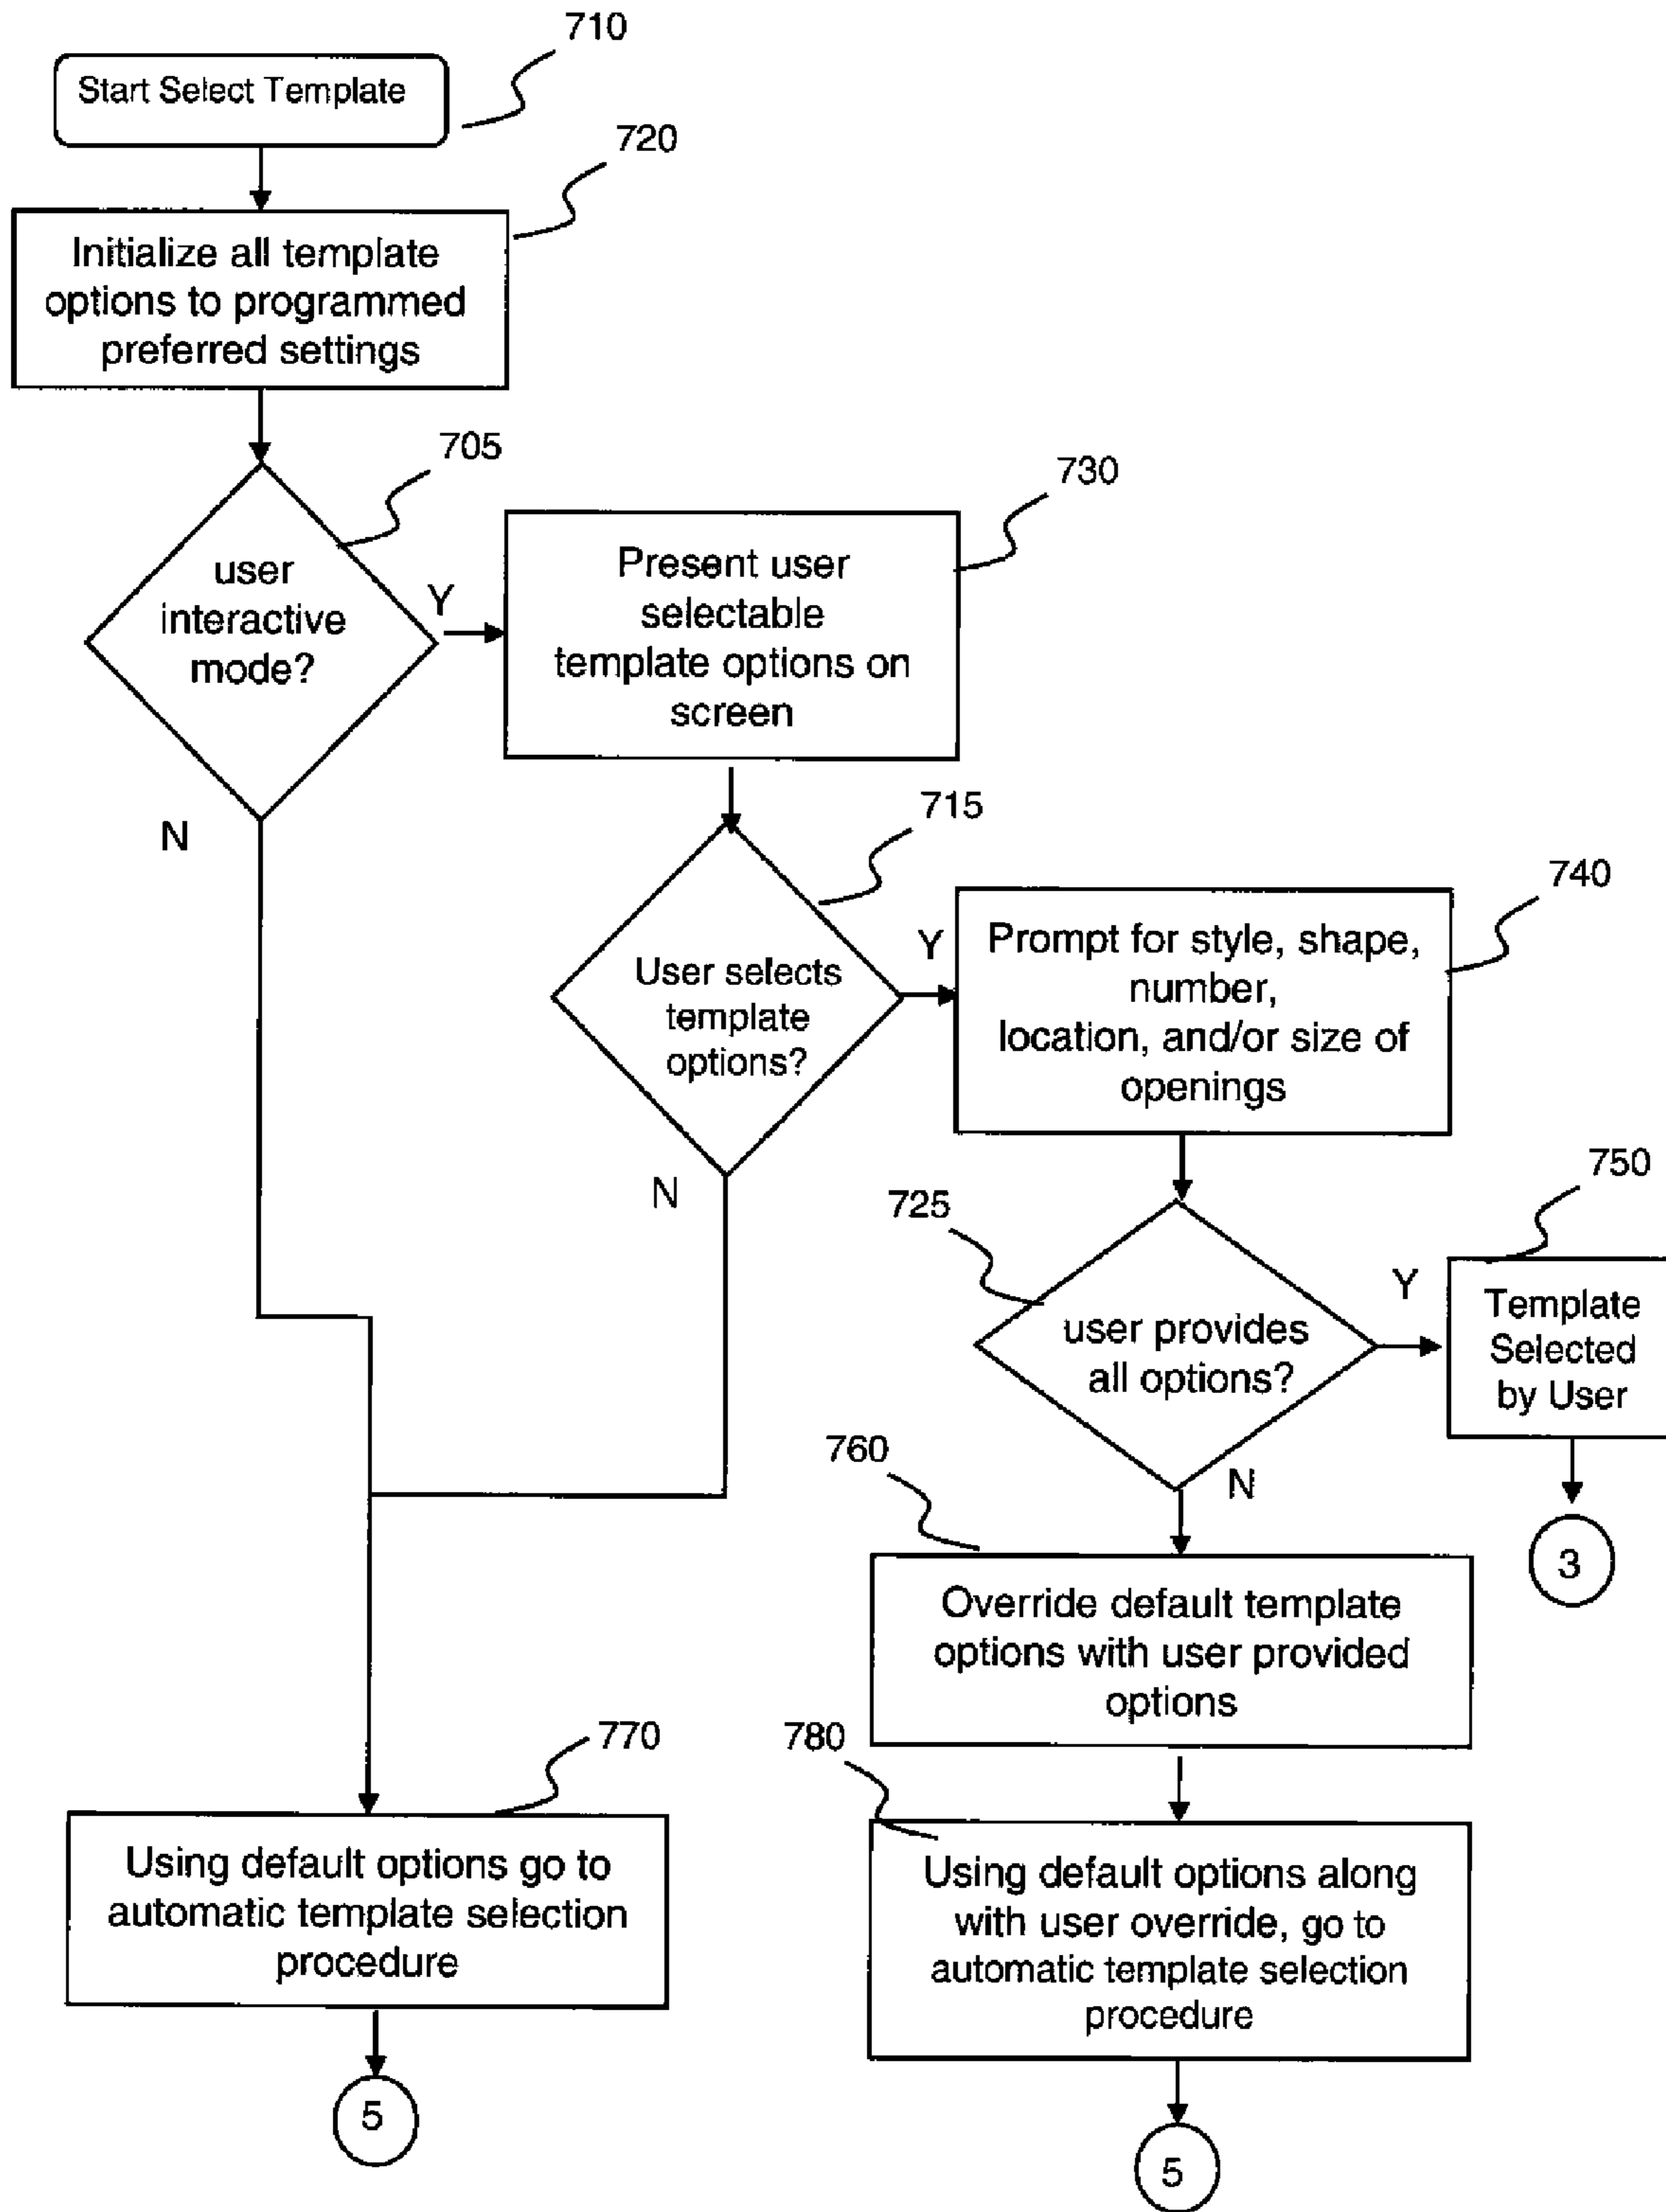 710
Start Select Template
720
Initialize all template
options to programmed
preferred settings
705
730
user
interactive
mode?
Y
Present user
selectable
template options on
screen
N
715
740
User selects
template
options?
Y
Prompt for style, shape,
number,
location, and/or size of
openings
N
750
725
user provides
all options?
Y
Template
Selected
by User
760
N
3
Override default template
options with user provided
options
770
780
Using default options go to
automatic template selection
procedure
Using default options along
with user override, go to
automatic template selection
procedure
5
5